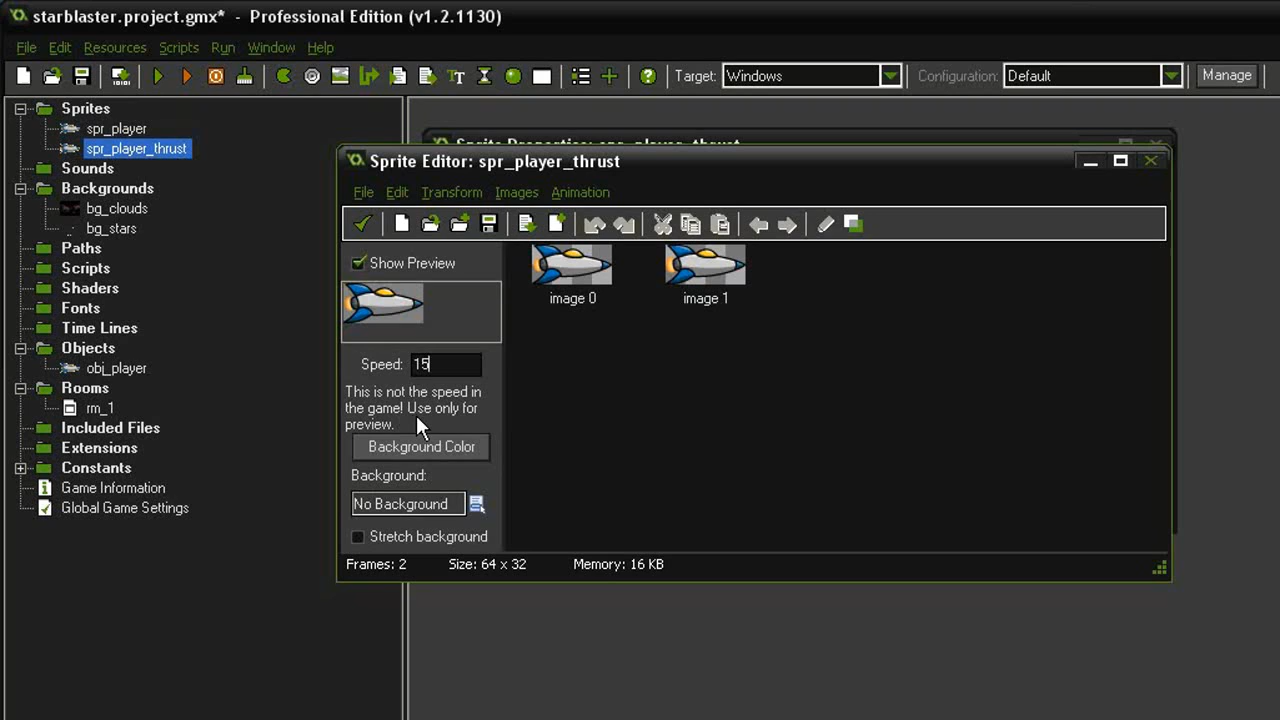 starblaster.project.gmx* - Professional Edition (v1.2.1130)
File Edit Resources Scripts Run Window Help
Target: Windows Configuration: Default Manage
Sprites
spr_player
spr_player_thrust
Sounds
Backgrounds
bg_clouds
bg_stars
Paths
Scripts
Shaders
Fonts
Time Lines
Objects
obj_player
Rooms
rm_1
Included Files
Extensions
Constants
Game Information
Global Game Settings
Sprite Properties: spr_player_thrust
Sprite Editor: spr_player_thrust
File Edit Transform Images Animation
Show Preview
image 0 image 1
Speed: 15
This is not the speed in
the game! Use only for
preview.
Background Color
Background:
No Background
Stretch background
Frames: 2 Size: 64 x 32 Memory: 16 KB